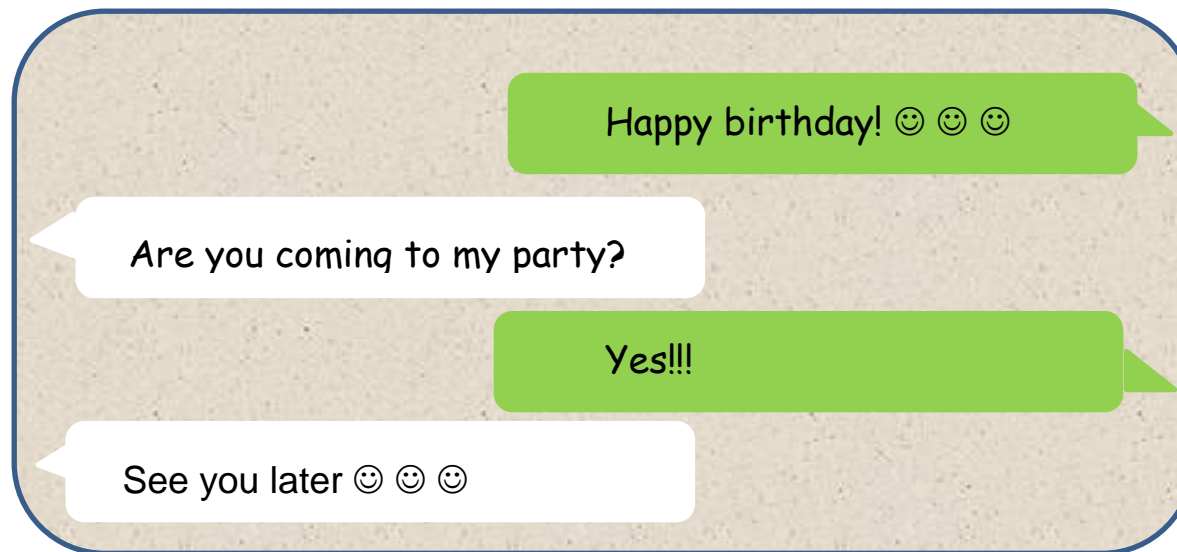 Happy birthday! ☺ ☺ ☺
Are you coming to my party?
Yes!!!
See you later ☺ ☺ ☺